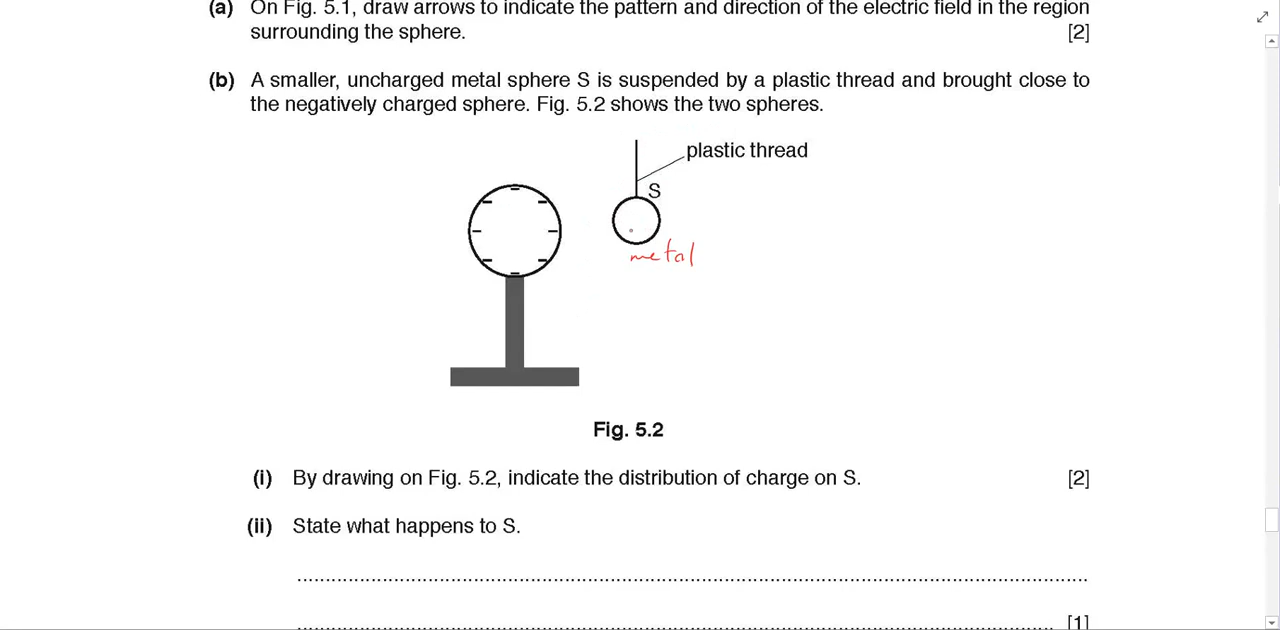 (a) On Fig. 5.1, draw arrows to indicate the pattern and direction of the electric field in the region
surrounding the sphere. [2]
(b) A smaller, uncharged metal sphere S is suspended by a plastic thread and brought close to
the negatively charged sphere. Fig. 5.2 shows the two spheres.
plastic thread
S
metal
Fig. 5.2
(i) By drawing on Fig. 5.2, indicate the distribution of charge on S. [2]
(ii) State what happens to S.
[1]